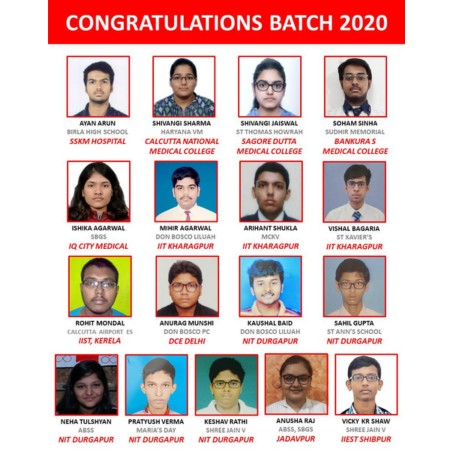 CONGRATULATIONS BATCH 2020
AYAN ARUN
BIRLA HIGH SCHOOL
SSKM HOSPITAL
SHIVANGI SHARMA
HARYANA VM
CALCUTTA NATIONAL
MEDICAL COLLEGE
SHIVANGI JAISWAL
ST THOMAS HOWRAH
SAGORE DUTTA
MEDICAL COLLEGE
SOHAM SINHA
SUDHIR MEMORIAL
BANKURA S
MEDICAL COLLEGE
ISHIKA AGARWAL
SBGS
IQ CITY MEDICAL
MIHIR AGARWAL
DON BOSCO LILUAH
IIT KHARAGPUR
ARIHANT SHUKLA
MCKV
IIT KHARAGPUR
VISHAL BAGARIA
ST XAVIER'S
IIT KHARAGPUR
ROHIT MONDAL
CALCUTTA AIRPORT ES
IIST, KERELA
ANURAG MUNSHI
DON BOSCO PC
DCE DELHI
KAUSHAL BAID
DON BOSCO LILUAH
NIT DURGAPUR
SAHIL GUPTA
ST ANN'S SCHOOL
NIT DURGAPUR
NEHA TULSHYAN
ABSS
NIT DURGAPUR
PRATYUSH VERMA
MARIA'S DAY
NIT DURGAPUR
KESHAV RATHI
SHREE JAIN V
NIT DURGAPUR
ANUSHA RAJ
ABSS, SBGS
JADAVPUR
VICKY KR SHAW
SHREE JAIN V
IIEST SHIBPUR